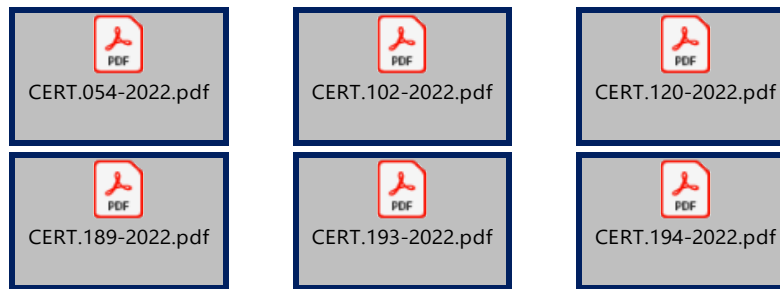 PDF PDF PDF
CERT.054-2022.pdf CERT.102-2022.pdf CERT.120-2022.pdf
PDF PDF PDF
CERT.189-2022.pdf CERT.193-2022.pdf CERT.194-2022.pdf